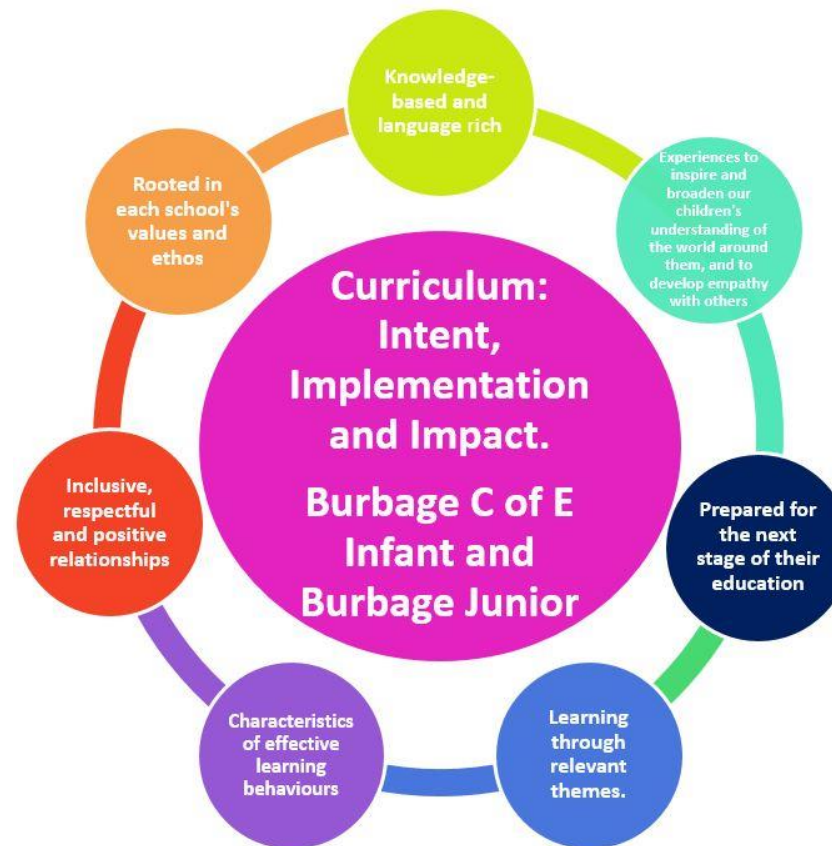 Knowledge-
based and
language rich
Experiences to
inspire and
broaden our
children's
understanding of
the world around
them, and to
develop empathy
with others
Prepared for
the next
stage of their
education
Learning
through
relevant
themes.
Characteristics
of effective
learning
behaviours
Inclusive,
respectful
and positive
relationships
Rooted in
each school's
values and
ethos
Curriculum:
Intent,
Implementation
and Impact.
Burbage C of E
Infant and
Burbage Junior